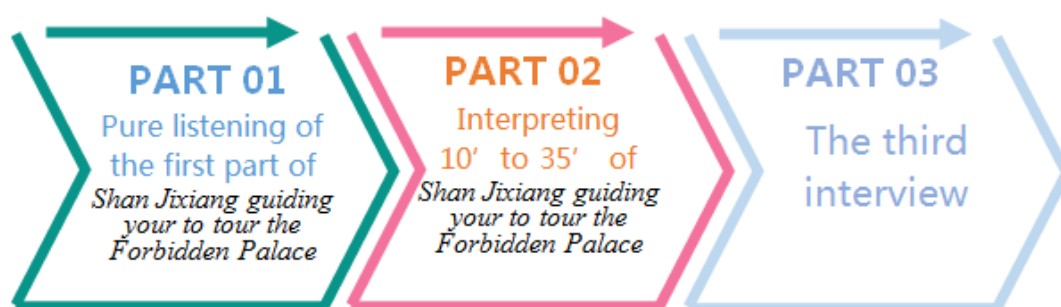 PART 01
Pure listening of
the first part of
Shan Jixiang guiding
your to tour the
Forbidden Palace
PART 02
Interpreting
10′ to 35′ of
Shan Jixiang guiding
your to tour the
Forbidden Palace
PART 03
The third
interview